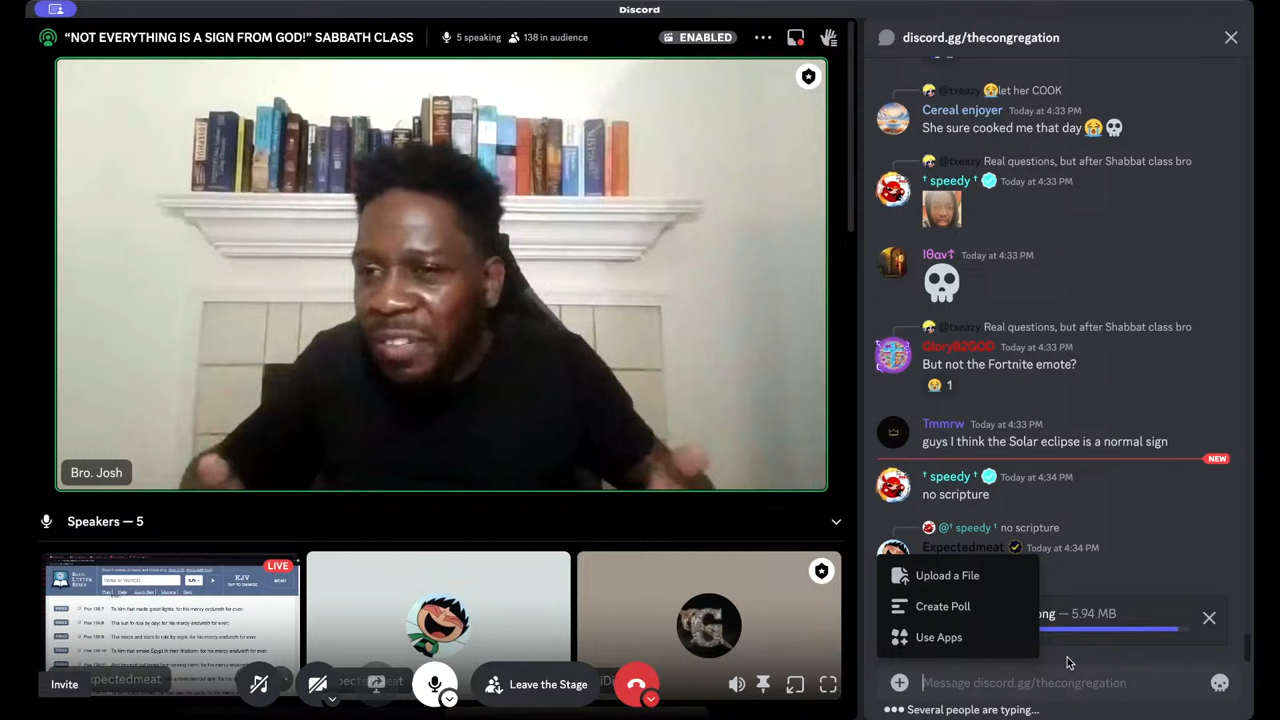 Discord
"NOT EVERYTHING IS A SIGN FROM GOD!" SABBATH CLASS
5 speaking
138 in audience
ENABLED
Bro. Josh
Speakers — 5
LIVE
BLUE LETTER BIBLE
KJV
Invite
Leave the Stage
discord.gg/thecongregation
@txeazy 😭let her COOK
Cereal enjoyer Today at 4:33 PM
She sure cooked me that day 😭💀
@txeazy Real questions, but after Shabbat class bro
† speedy † Today at 4:33 PM
Today at 4:33 PM
@txeazy Real questions, but after Shabbat class bro
GloryB2GOD Today at 4:33 PM
But not the Fortnite emote?
😭 1
Tmmrw Today at 4:33 PM
guys I think the Solar eclipse is a normal sign
NEW
† speedy † Today at 4:34 PM
no scripture
@† speedy † no scripture
Expectedmeat Today at 4:34 PM
Upload a File
Create Poll
Use Apps
ong — 5.94 MB
Message discord.gg/thecongregation
Several people are typing...